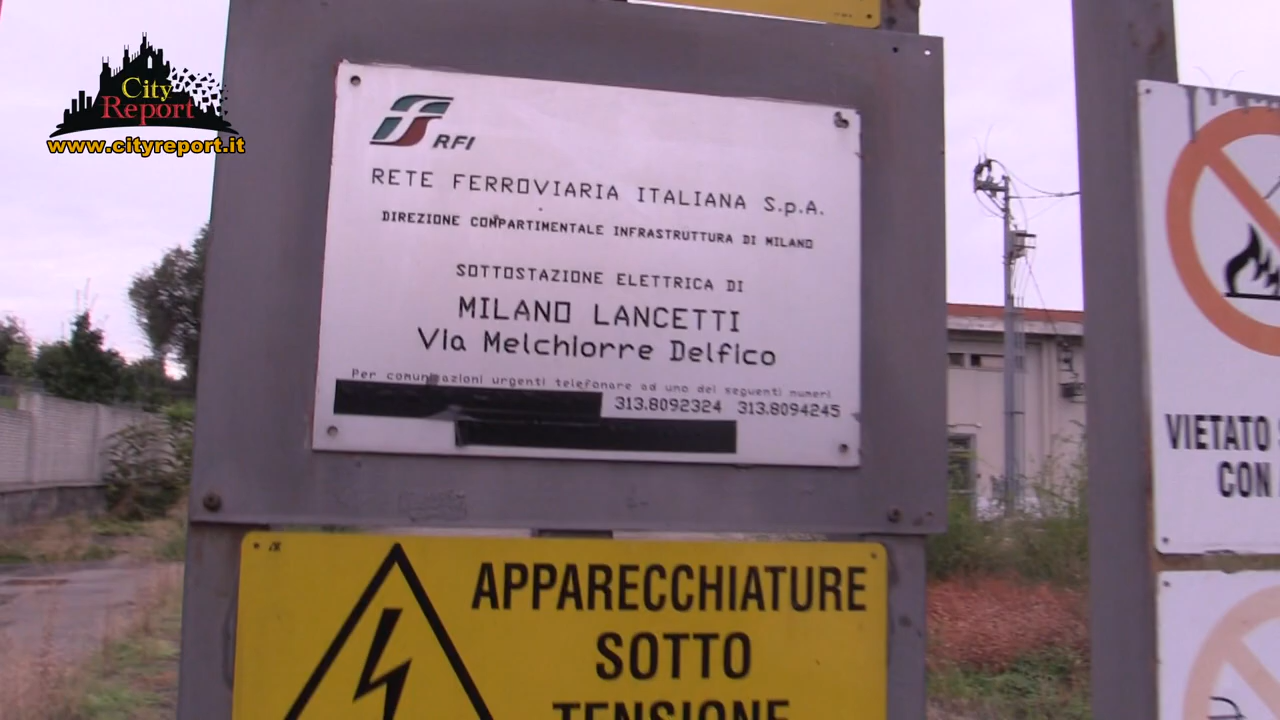 City
Report
www.cityreport.it
RFI
RETE FERROVIARIA ITALIANA S.p.A.
DIREZIONE COMPARTIMENTALE INFRASTRUTTURA DI MILANO
SOTTOSTAZIONE ELETTRICA DI
MILANO LANCETTI
Via Melchiorre Delfico
Per comunicazioni urgenti telefonare ad uno dei seguenti numeri
313.8092324 313.8094245
APPARECCHIATURE
SOTTO
TENSIONE
VIETATO
CON